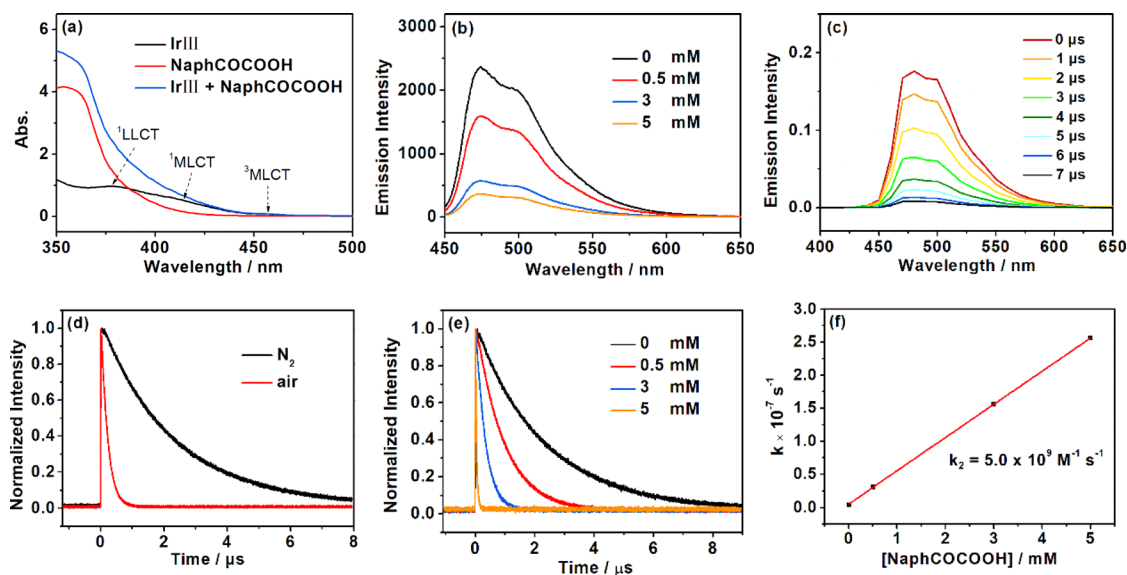 (a)
IrIII
NaphCOCOOH
IrIII + NaphCOCOOH
¹LLCT
¹MLCT
³MLCT
Abs.
6
4
2
0
350 400 450 500
Wavelength / nm
(b)
0 mM
0.5 mM
3 mM
5 mM
Emission Intensity
3000
2000
1000
0
450 500 550 600 650
Wavelength / nm
(c)
0 µs
1 µs
2 µs
3 µs
4 µs
5 µs
6 µs
7 µs
Emission Intensity
0.2
0.1
0.0
400 450 500 550 600 650
Wavelength / nm
(d)
N₂
air
Normalized Intensity
1.0
0.8
0.6
0.4
0.2
0.0
0 2 4 6 8
Time / µs
(e)
0 mM
0.5 mM
3 mM
5 mM
Normalized Intensity
1.0
0.8
0.6
0.4
0.2
0.0
0 2 4 6 8
Time / µs
(f)
k × 10⁻⁷ s⁻¹
3.0
2.5
2.0
1.5
1.0
0.5
0.0
k₂ = 5.0 x 10⁹ M⁻¹ s⁻¹
0 1 2 3 4 5
[NaphCOCOOH] / mM